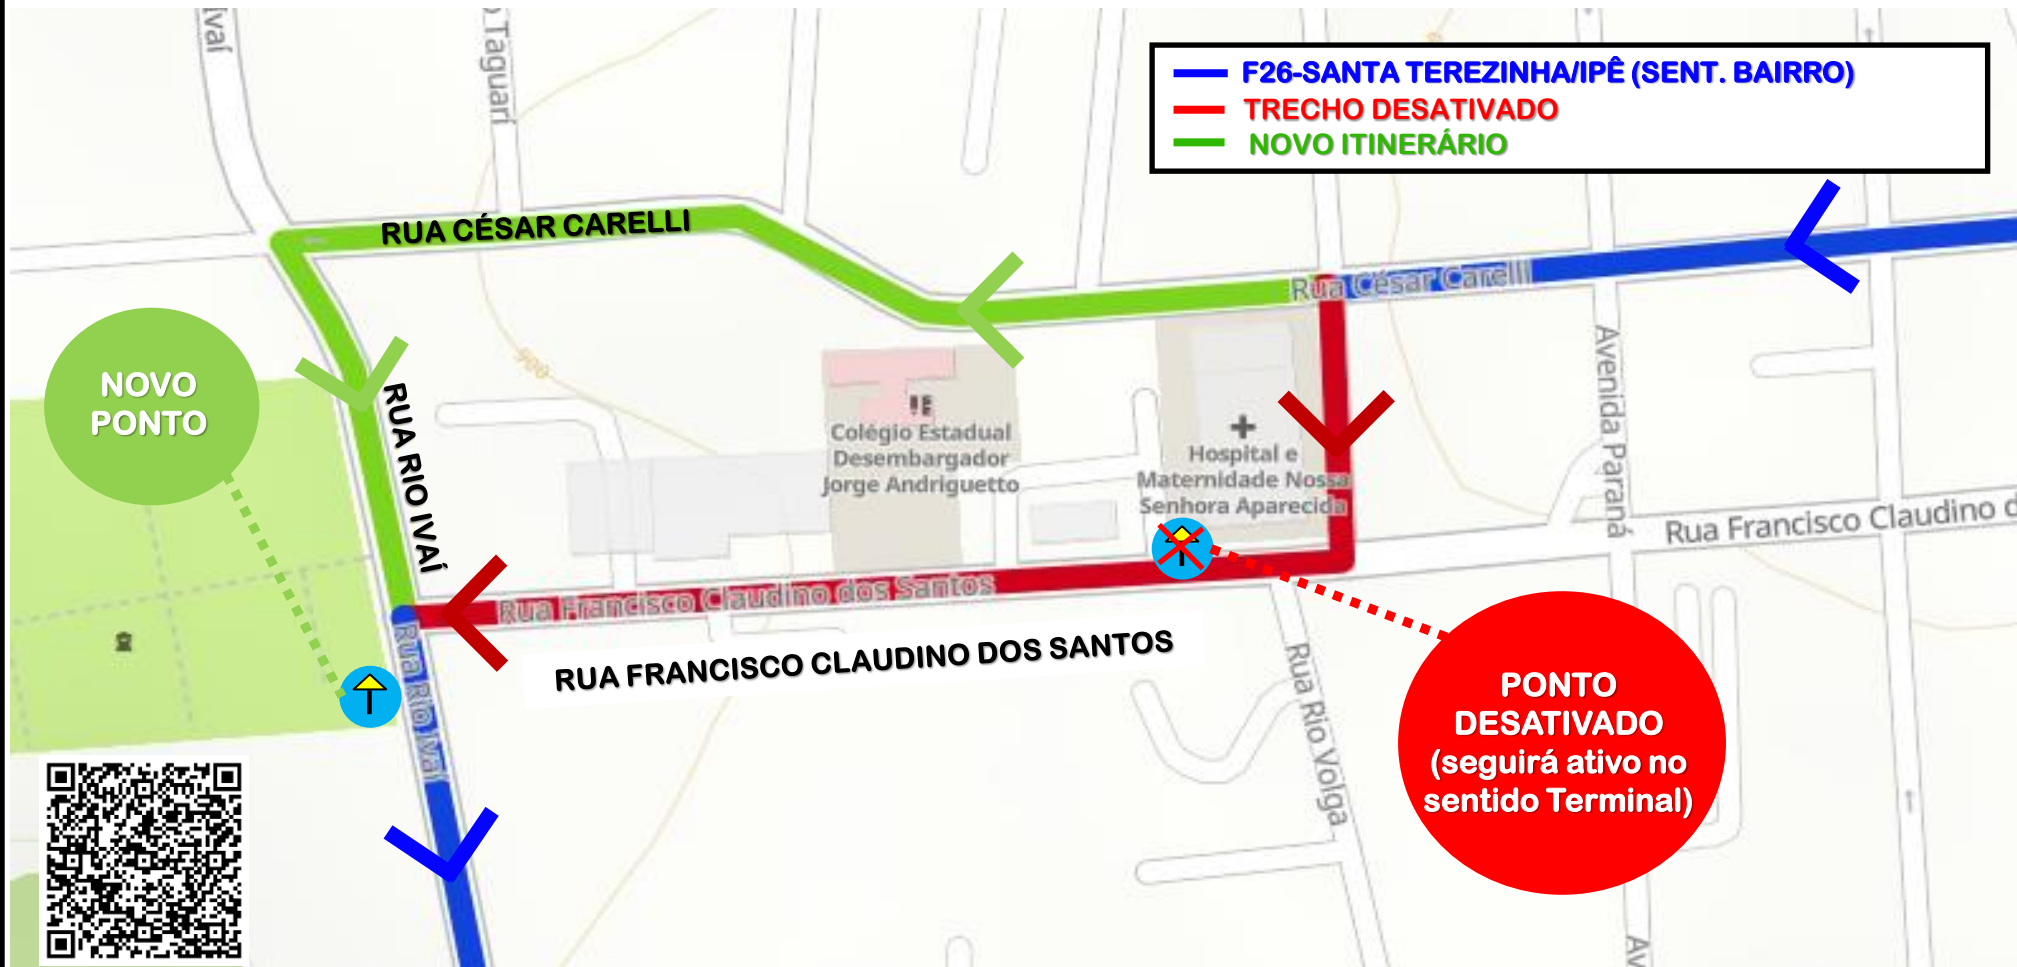 Ivaí
Taguarí
F26-SANTA TEREZINHA/IPÊ (SENT. BAIRRO)
TRECHO DESATIVADO
NOVO ITINERÁRIO
RUA CÉSAR CARELLI
Rua César Carelli
900
NOVO
PONTO
RUA RIO IVAÍ
Colégio Estadual
Desembargador
Jorge Andriguetto
Hospital e
Maternidade Nossa
Senhora Aparecida
Avenida Paraná
Rua Francisco Claudino d
Rua Francisco Claudino dos Santos
RUA FRANCISCO CLAUDINO DOS SANTOS
Rua Rio Ivaí
Rua Rio Volga
PONTO
DESATIVADO
(seguirá ativo no
sentido Terminal)
Av